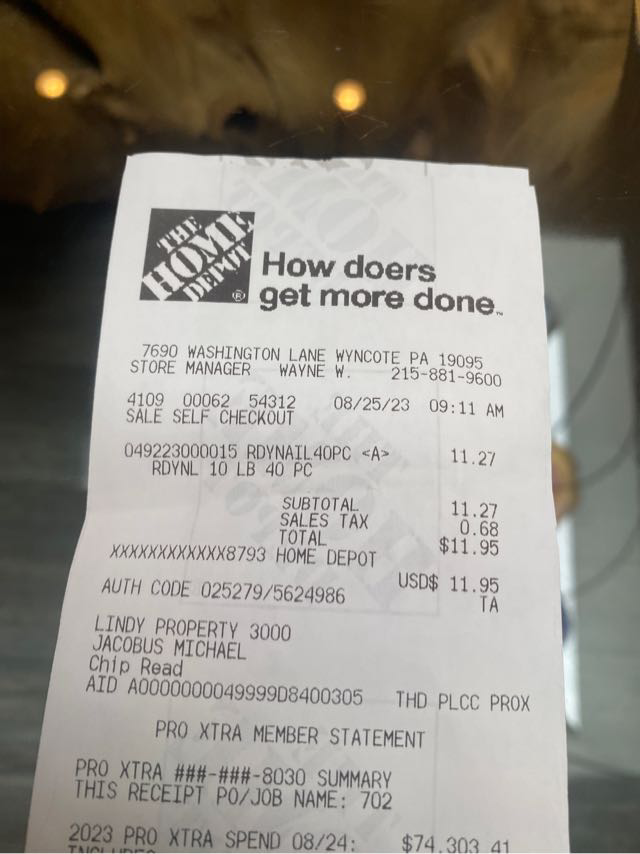 THE
HOME
DEPOT
®
How doers
get more done.™
7690 WASHINGTON LANE WYNCOTE PA 19095
STORE MANAGER WAYNE W. 215-881-9600
4109 00062 54312 08/25/23 09:11 AM
SALE SELF CHECKOUT
049223000015 RDYNAIL40PC <A> 11.27
RDYNL 10 LB 40 PC
SUBTOTAL 11.27
SALES TAX 0.68
TOTAL $11.95
XXXXXXXXXXXX8793 HOME DEPOT
USD$ 11.95
AUTH CODE 025279/5624986 TA
LINDY PROPERTY 3000
JACOBUS MICHAEL
Chip Read
AID A0000000049999D8400305 THD PLCC PROX
PRO XTRA MEMBER STATEMENT
PRO XTRA ###-###-8030 SUMMARY
THIS RECEIPT PO/JOB NAME: 702
2023 PRO XTRA SPEND 08/24: $74,303.41